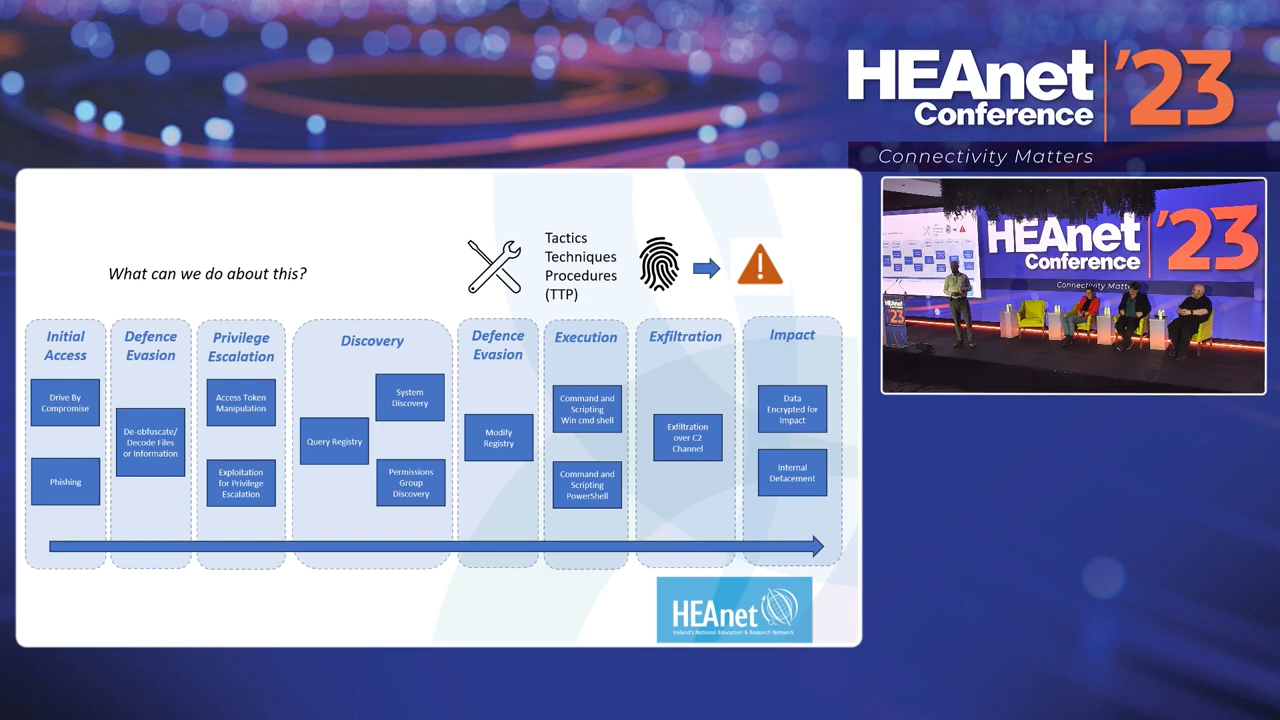 HEAnet
Conference
'23
Connectivity Matters
What can we do about this?
Tactics
Techniques
Procedures
(TTP)
Initial
Access
Drive By
Compromise
Phishing
Defence
Evasion
De-obfuscate/
Decode Files
or Information
Privilege
Escalation
Access Token
Manipulation
Exploitation
for Privilege
Escalation
Discovery
Query Registry
System
Discovery
Permissions
Group
Discovery
Defence
Evasion
Modify
Registry
Execution
Command and
Scripting
Win cmd shell
Command and
Scripting
PowerShell
Exfiltration
Exfiltration
over C2
Channel
Impact
Data
Encrypted for
Impact
Internal
Defacement
HEAnet
Ireland's National Education & Research Network
HEAnet
Conference
'23
Connectivity Matte
HEAnet
'23